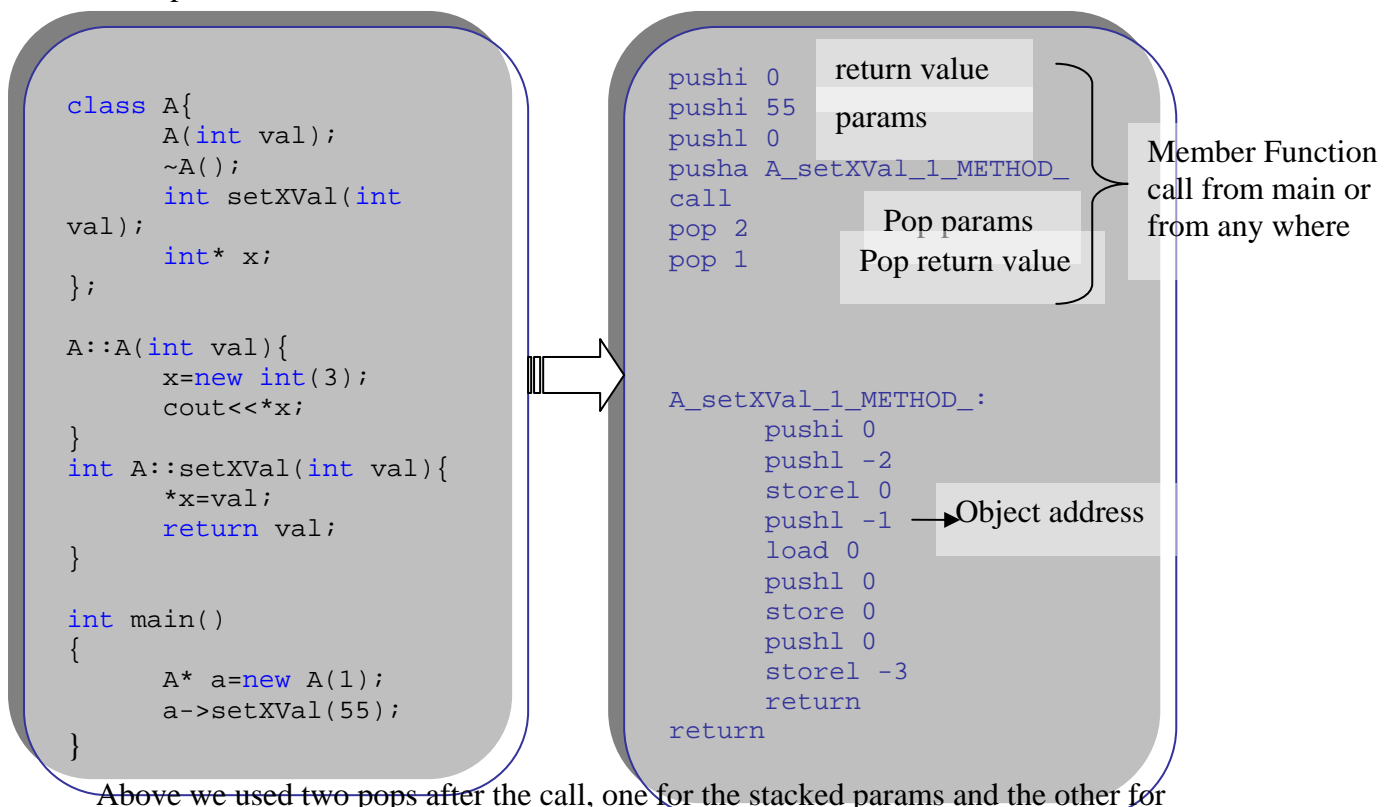 class A{
A(int val);
~A();
int setXVal(int
val);
int* x;
};
A::A(int val){
x=new int(3);
cout<<*x;
}
int A::setXVal(int val){
*x=val;
return val;
}
int main()
{
A* a=new A(1);
a->setXVal(55);
}
pushi 0 return value
pushi 55 params
pushl 0
pusha A_setXVal_1_METHOD_
call
pop 2 Pop params
pop 1 Pop return value
Member Function
call from main or
from any where
A_setXVal_1_METHOD_:
pushi 0
pushl -2
storel 0
pushl -1 Object address
load 0
pushl 0
store 0
pushl 0
storel -3
return
return
Above we used two pops after the call, one for the stacked params and the other for